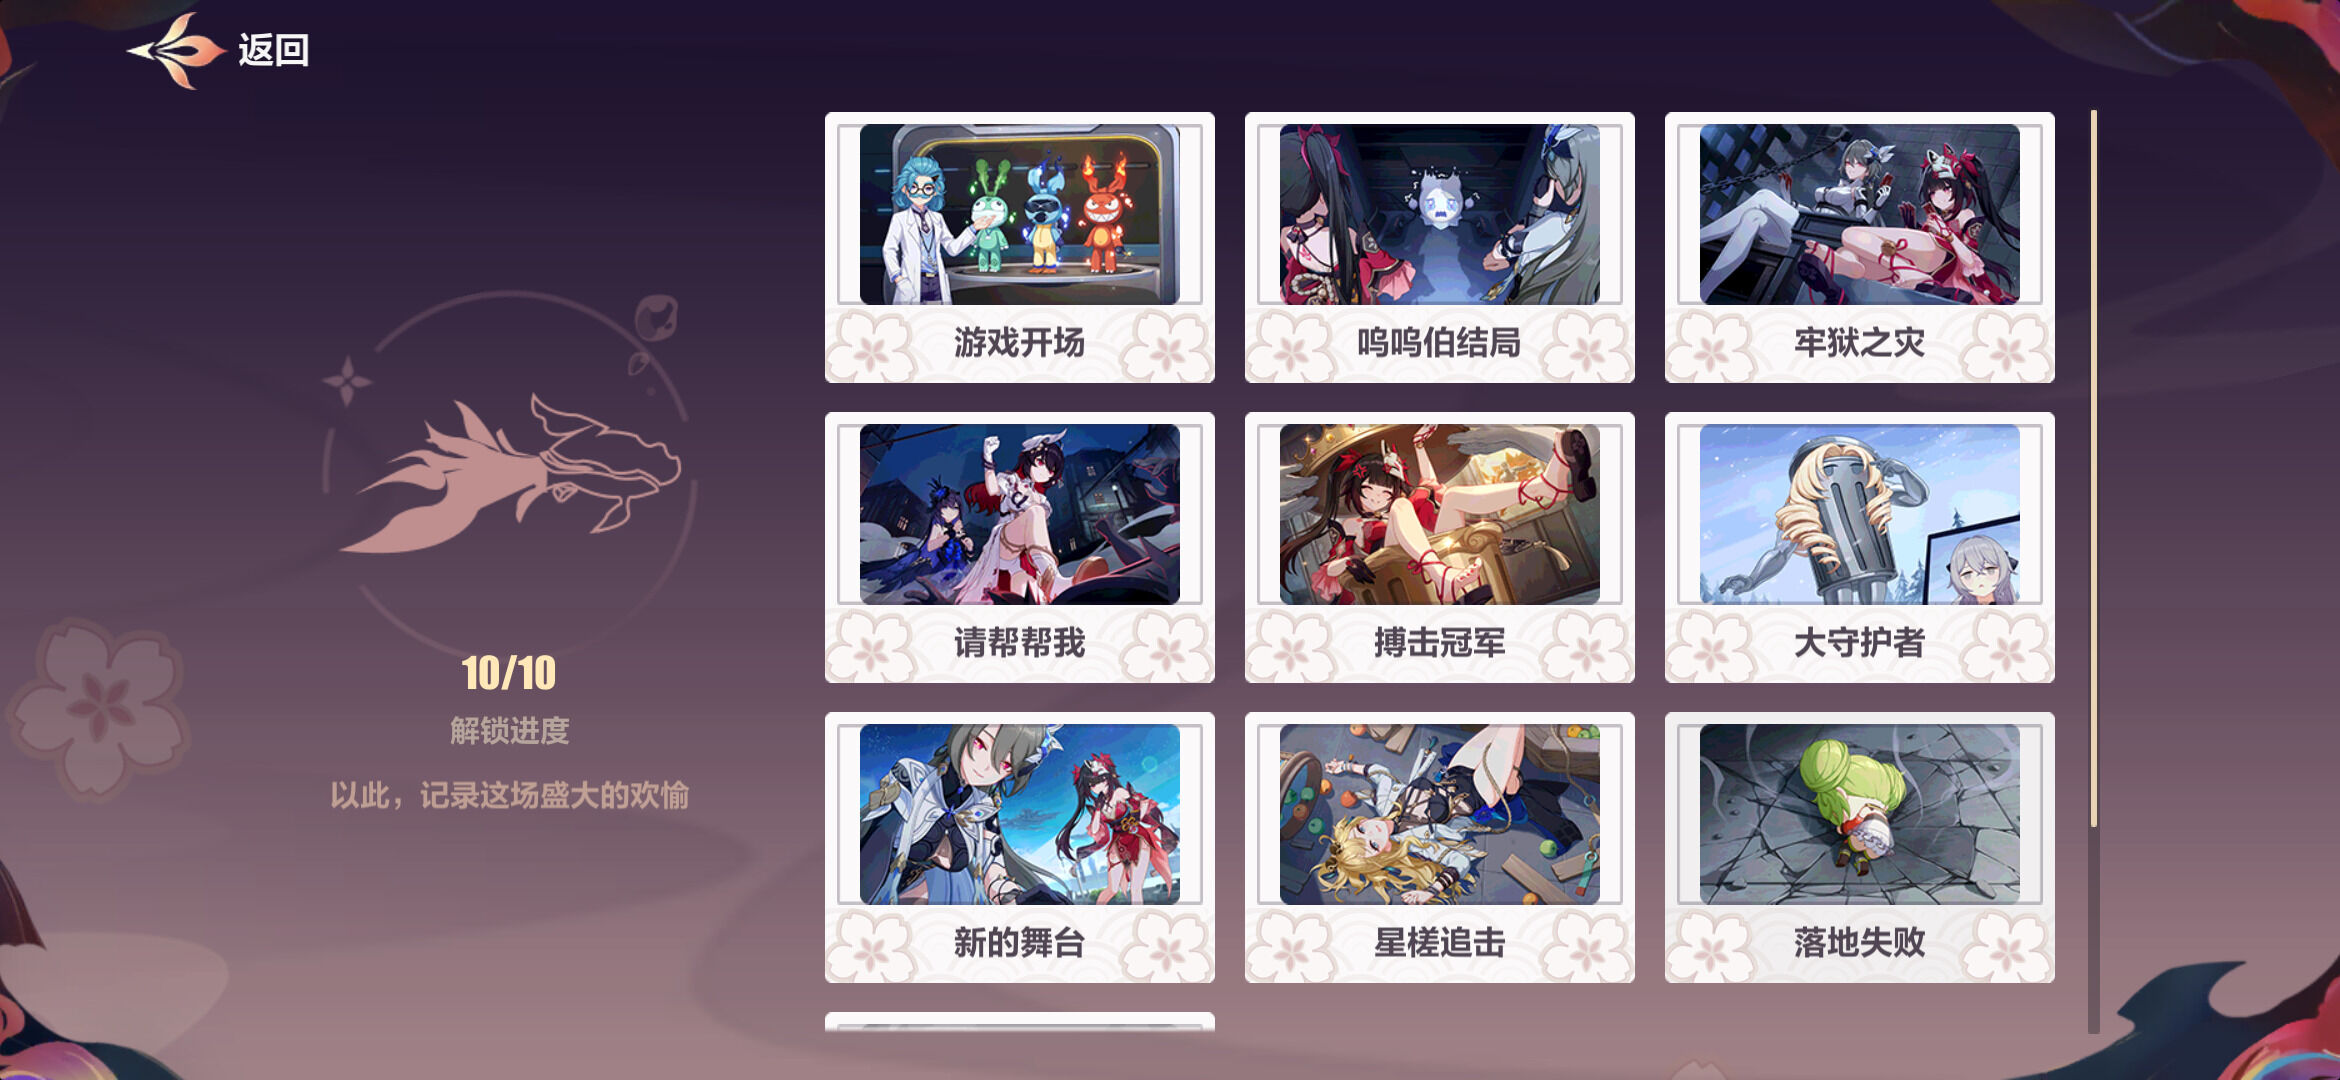 返回
游戏开场
呜呜伯结局
牢狱之灾
请帮帮我
搏击冠军
大守护者
10/10
解锁进度
以此，记录这场盛大的欢愉
新的舞台
星槎追击
落地失败